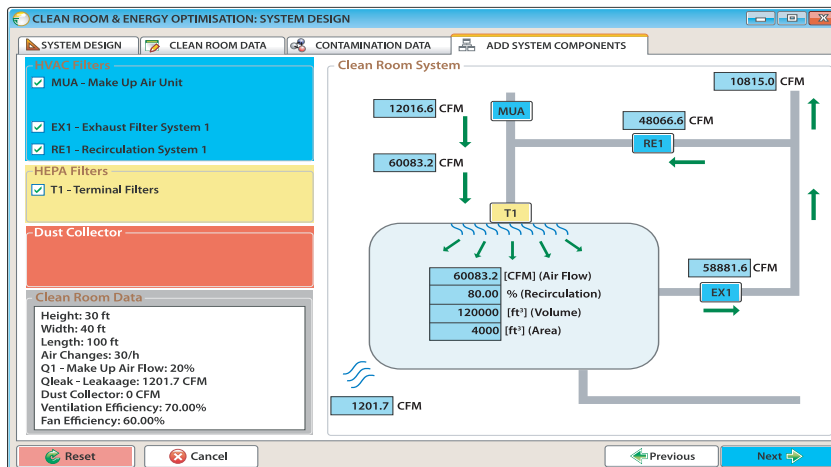 CLEAN ROOM & ENERGY OPTIMISATION: SYSTEM DESIGN
SYSTEM DESIGN
CLEAN ROOM DATA
CONTAMINATION DATA
ADD SYSTEM COMPONENTS
HVAC Filters
MUA - Make Up Air Unit
EX1 - Exhaust Filter System 1
RE1 - Recirculation System 1
HEPA Filters
T1 - Terminal Filters
Dust Collector
Clean Room Data
Height: 30 ft
Width: 40 ft
Length: 100 ft
Air Changes: 30/h
Q1 - Make Up Air Flow: 20%
Qleak - Leakaage: 1201.7 CFM
Dust Collector: 0 CFM
Ventilation Efficiency: 70.00%
Fan Efficiency: 60.00%
Clean Room System
10815.0 CFM
12016.6 CFM
MUA
48066.6 CFM
RE1
60083.2 CFM
T1
58881.6 CFM
EX1
60083.2 [CFM] (Air Flow)
80.00 % (Recirculation)
120000 [ft³] (Volume)
4000 [ft³] (Area)
1201.7 CFM
Reset
Cancel
Previous
Next